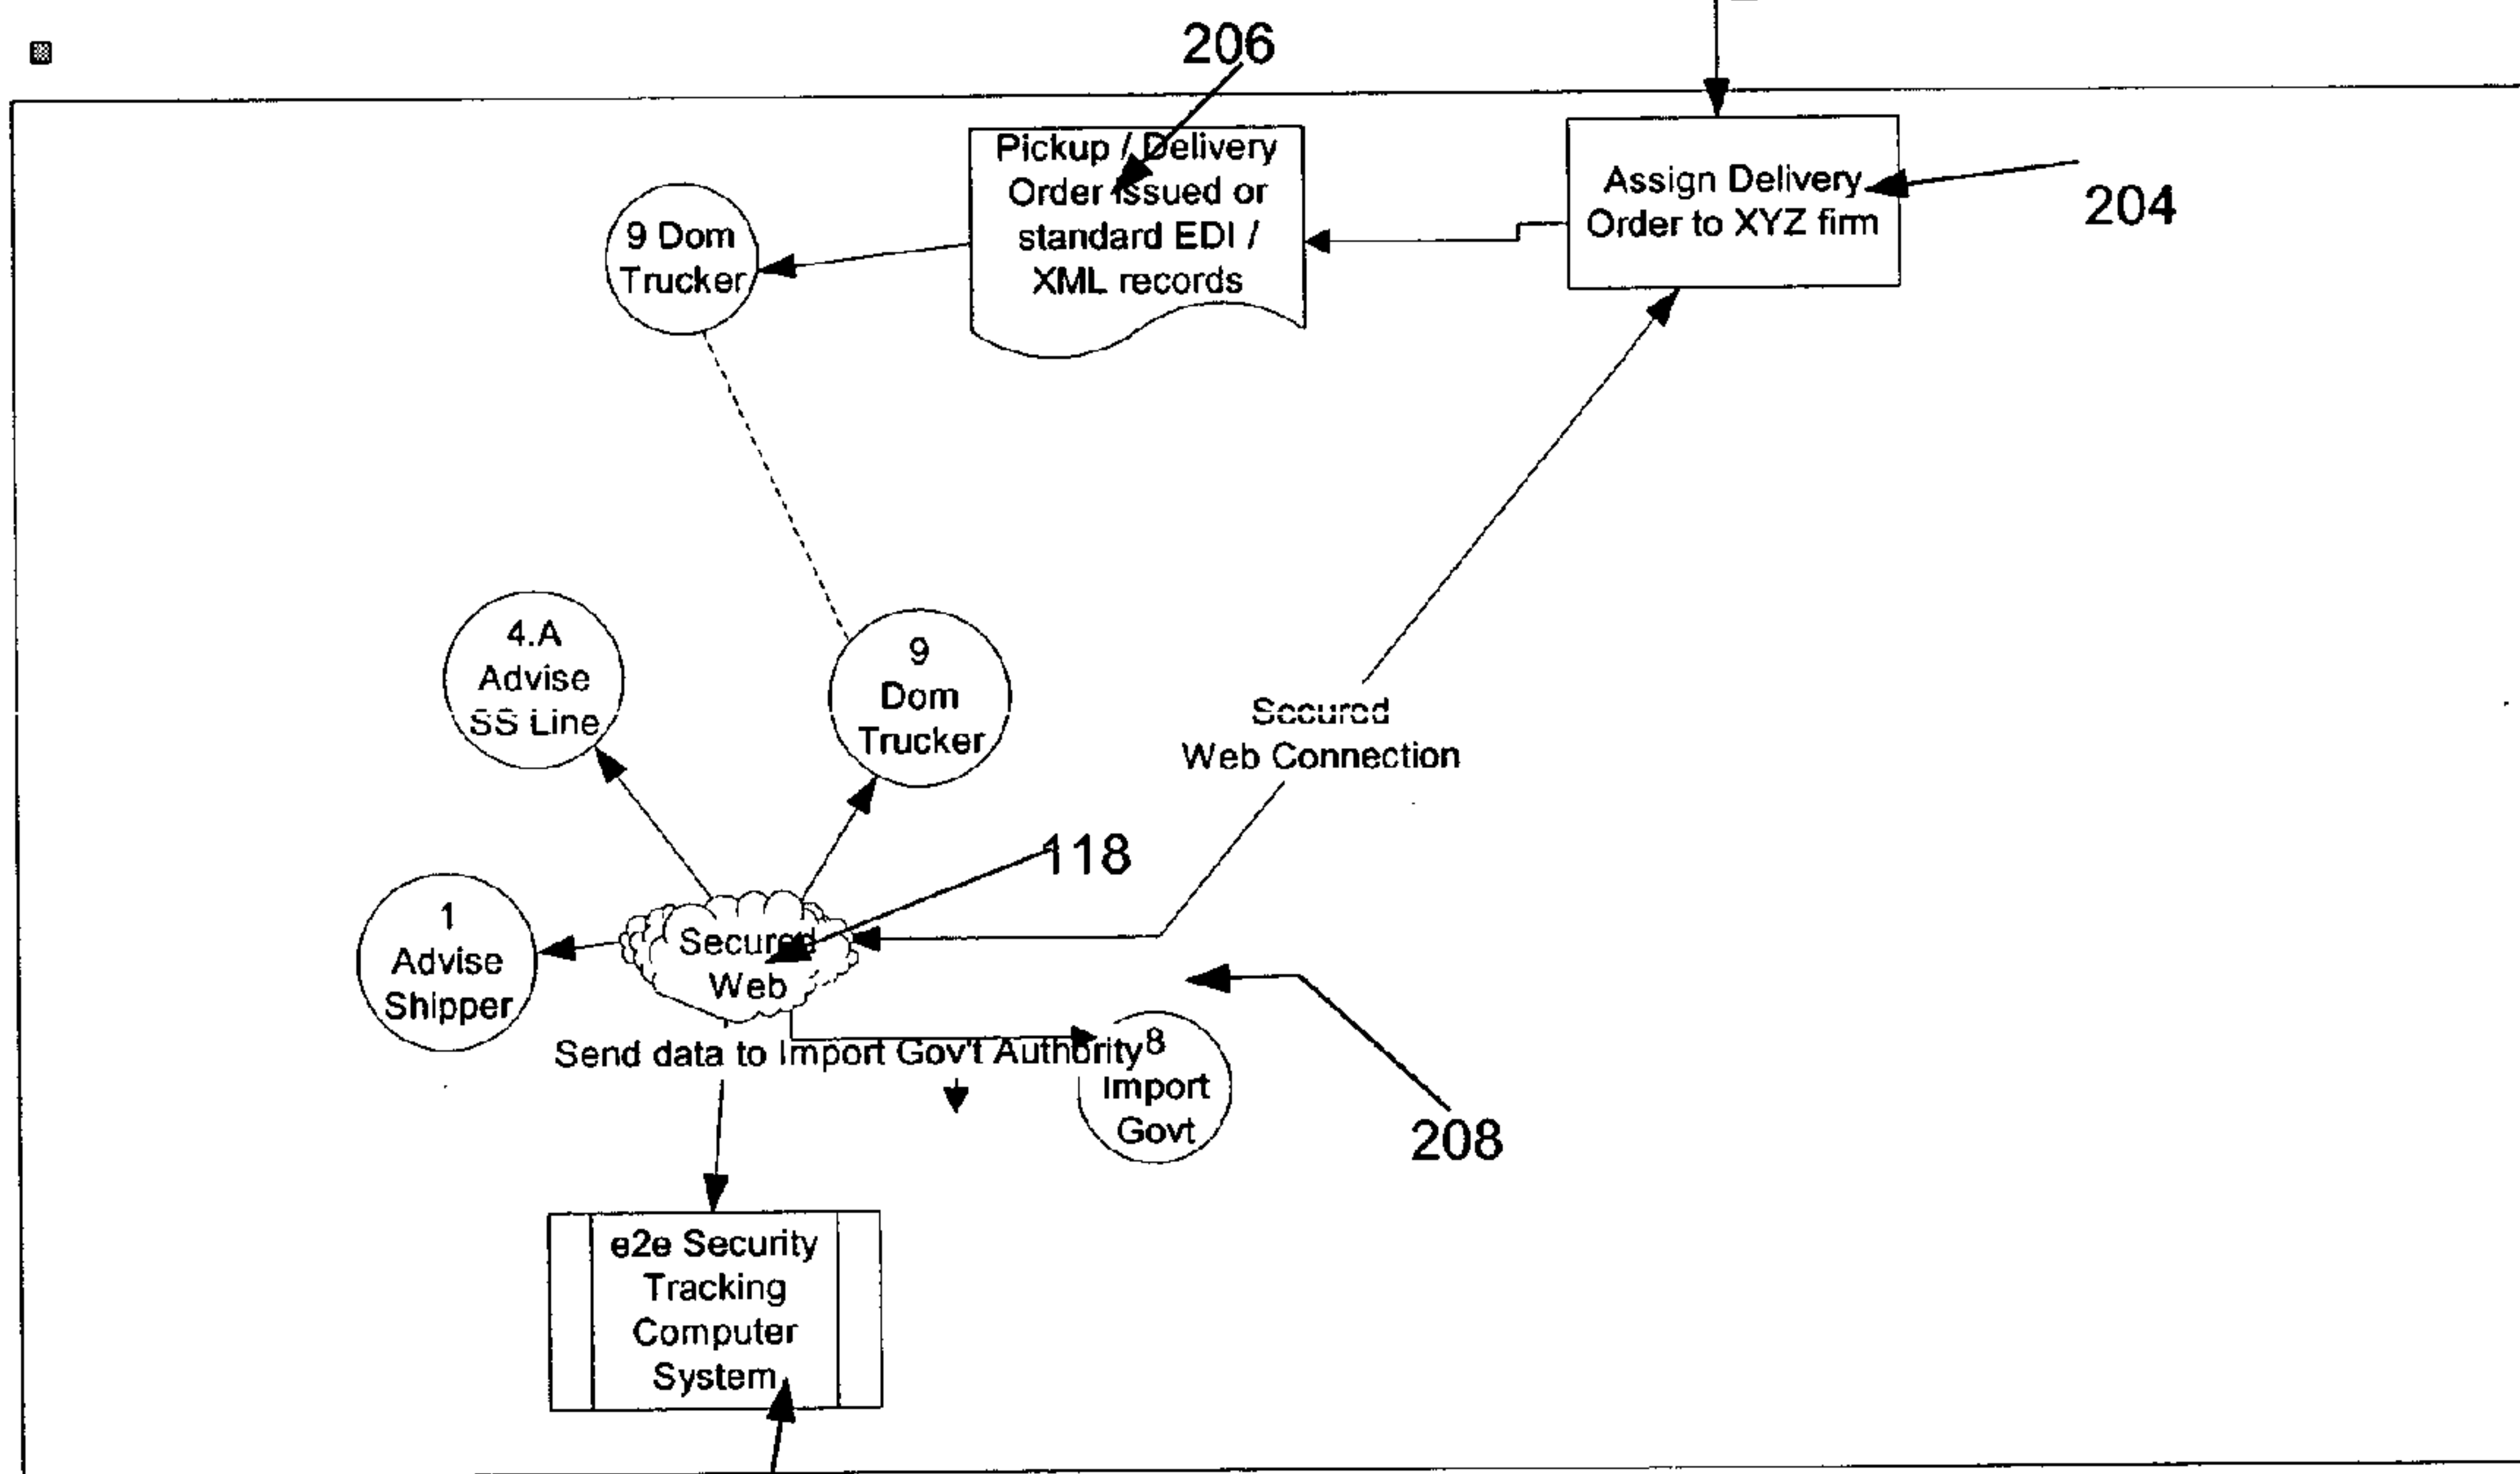 206
Pickup / Delivery
Order issued or
standard EDI /
XML records
Assign Delivery
Order to XYZ firm
204
9 Dom
Trucker
4.A
Advise
SS Line
9
Dom
Trucker
Secured
Web Connection
118
1
Advise
Shipper
Secured
Web
Send data to Import Gov't Authority
8
Import
Govt
208
e2e Security
Tracking
Computer
System